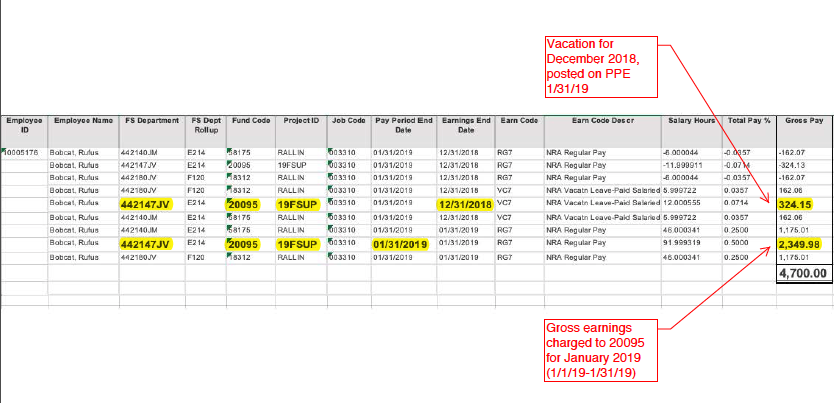 Vacation for
December 2018,
posted on PPE
1/31/19
Employee ID Employee Name FS Department FS Dept Rollup Fund Code Project ID Job Code Pay Period End Date Earnings End Date Earn Code Earn Code Descr Salary Hours Total Pay % Gross Pay
10005176 Bobcat, Rufus 442140JM E214 58175 RALLIN 003310 01/31/2019 12/31/2018 RG7 NRA Regular Pay -6.000044 -0.0357 -162.07
Bobcat, Rufus 442147JV E214 20095 19FSUP 003310 01/31/2019 12/31/2018 RG7 NRA Regular Pay -11.999911 -0.0714 -324.13
Bobcat, Rufus 442180JV F120 18312 RALLIN 003310 01/31/2019 12/31/2018 RG7 NRA Regular Pay -6.000044 -0.0357 -162.07
Bobcat, Rufus 442180JV F120 18312 RALLIN 003310 01/31/2019 12/31/2018 VC7 NRA Vacatn Leave-Paid Salaried 5.999722 0.0357 162.06
Bobcat, Rufus 442147JV E214 20095 19FSUP 003310 01/31/2019 12/31/2018 VC7 NRA Vacatn Leave-Paid Salaried 12.000555 0.0714 324.15
Bobcat, Rufus 442140JM E214 58175 RALLIN 003310 01/31/2019 12/31/2018 VC7 NRA Vacatn Leave-Paid Salaried 5.999722 0.0357 162.06
Bobcat, Rufus 442140JM E214 58175 RALLIN 003310 01/31/2019 01/31/2019 RG7 NRA Regular Pay 46.000341 0.2500 1,175.01
Bobcat, Rufus 442147JV E214 20095 19FSUP 003310 01/31/2019 01/31/2019 RG7 NRA Regular Pay 91.999319 0.5000 2,349.98
Bobcat, Rufus 442180JV F120 18312 RALLIN 003310 01/31/2019 01/31/2019 RG7 NRA Regular Pay 46.000341 0.2500 1,175.01
4,700.00
Gross earnings
charged to 20095
for January 2019
(1/1/19-1/31/19)